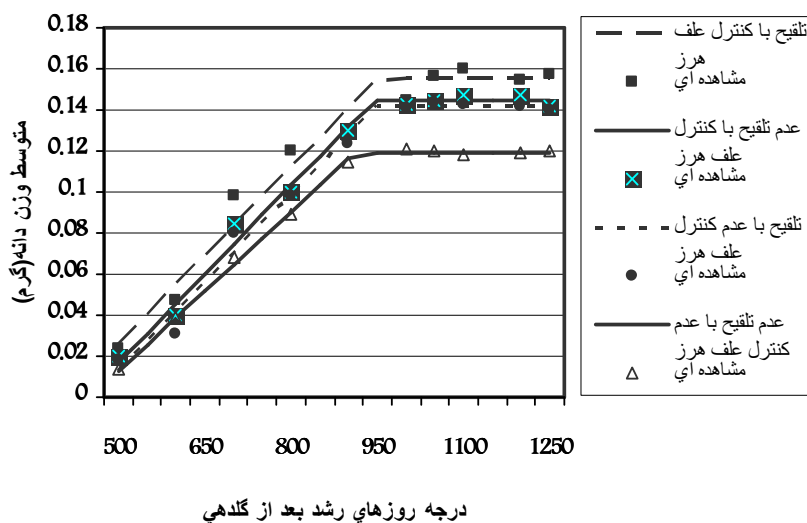 0.18
0.16
0.14
0.12
0.1
0.08
0.06
0.04
0.02
0
متوسط وزن دانه(گرم)
500 650 800 950 1100 1250
درجه روزهاي رشد بعد از گلدهي
تلقيح با كنترل علف
هرز
مشاهده اي
عدم تلقيح با كنترل
علف هرز
مشاهده اي
تلقيح با عدم كنترل
علف هرز
مشاهده اي
عدم تلقيح با عدم
كنترل علف هرز
مشاهده اي